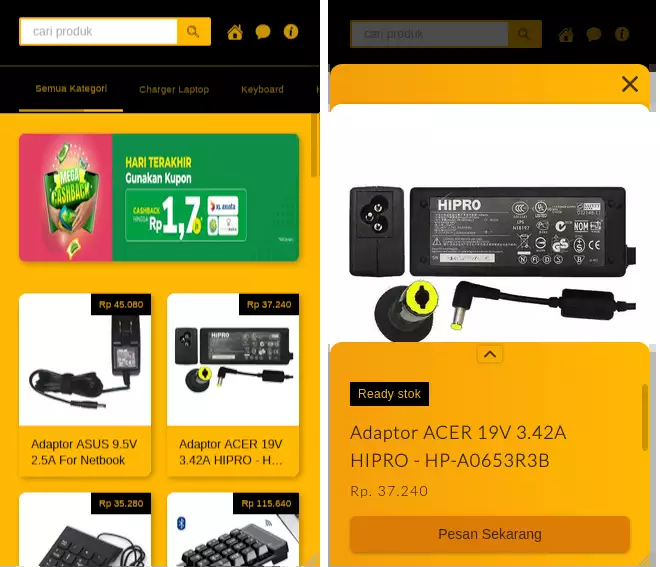 cari produk
Semua Kategori
Charger Laptop
Keyboard
MEGA
CASHBACK
HARI TERAKHIR
Gunakan Kupon
CASHBACK
HINGGA
Rp 1,7
XL axiata
Rp 45.080
Adaptor ASUS 9.5V
2.5A For Netbook
Rp 37.240
HIPRO
Adaptor ACER 19V
3.42A HIPRO - H...
Rp 35.280
Rp 115.640
cari produk
HIPRO
LPS
N18197
NOM
S/N
N D F S
Ready stok
Adaptor ACER 19V 3.42A
HIPRO - HP-A0653R3B
Rp. 37.240
Pesan Sekarang